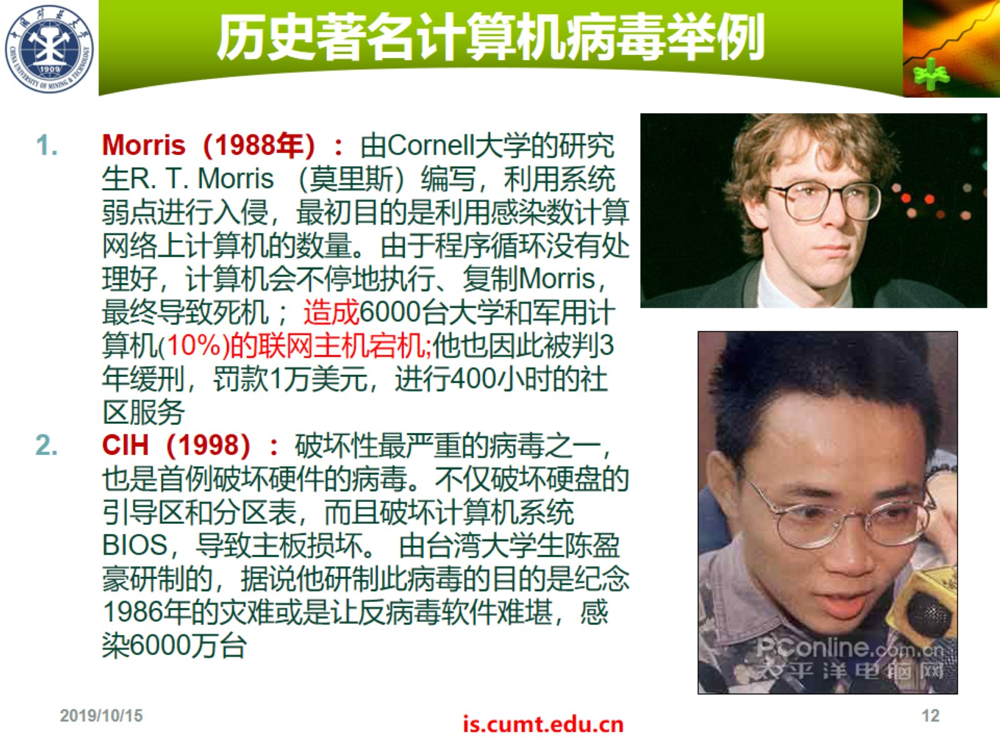 历史著名计算机病毒举例
中国矿业大学
CHINA UNIVERSITY OF MINING & TECHNOLOGY
1909
1. Morris（1988年）：由Cornell大学的研究
生R. T. Morris （莫里斯）编写，利用系统
弱点进行入侵，最初目的是利用感染数计算
网络上计算机的数量。由于程序循环没有处
理好，计算机会不停地执行、复制Morris，
最终导致死机 ；造成6000台大学和军用计
算机(10%)的联网主机宕机;他也因此被判3
年缓刑，罚款1万美元，进行400小时的社
区服务
2. CIH（1998）：破坏性最严重的病毒之一，
也是首例破坏硬件的病毒。不仅破坏硬盘的
引导区和分区表，而且破坏计算机系统
BIOS，导致主板损坏。 由台湾大学生陈盈
豪研制的，据说他研制此病毒的目的是纪念
1986年的灾难或是让反病毒软件难堪，感
染6000万台
PConline.com.cn
太平洋电脑网
2019/10/15
is.cumt.edu.cn
12